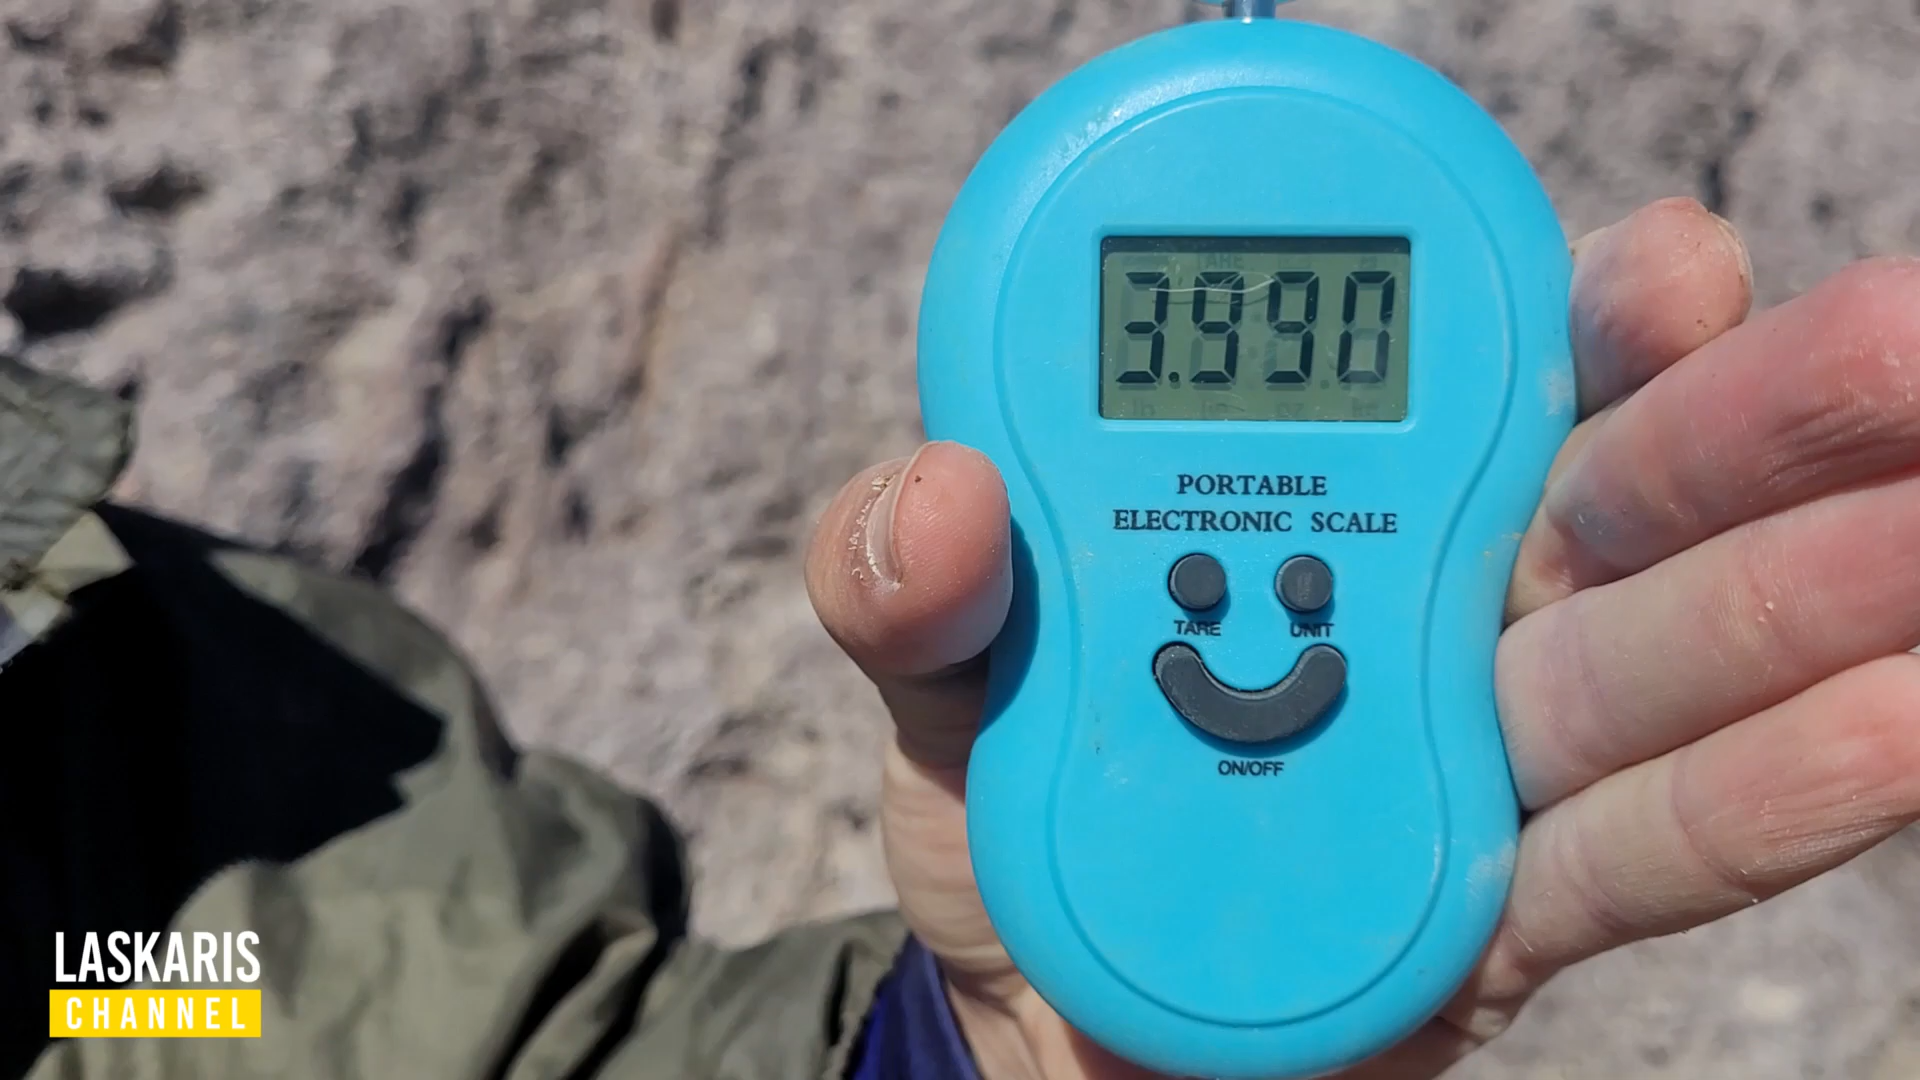 3.990
PORTABLE
ELECTRONIC SCALE
TARE UNIT
ON/OFF
LASKARIS
CHANNEL